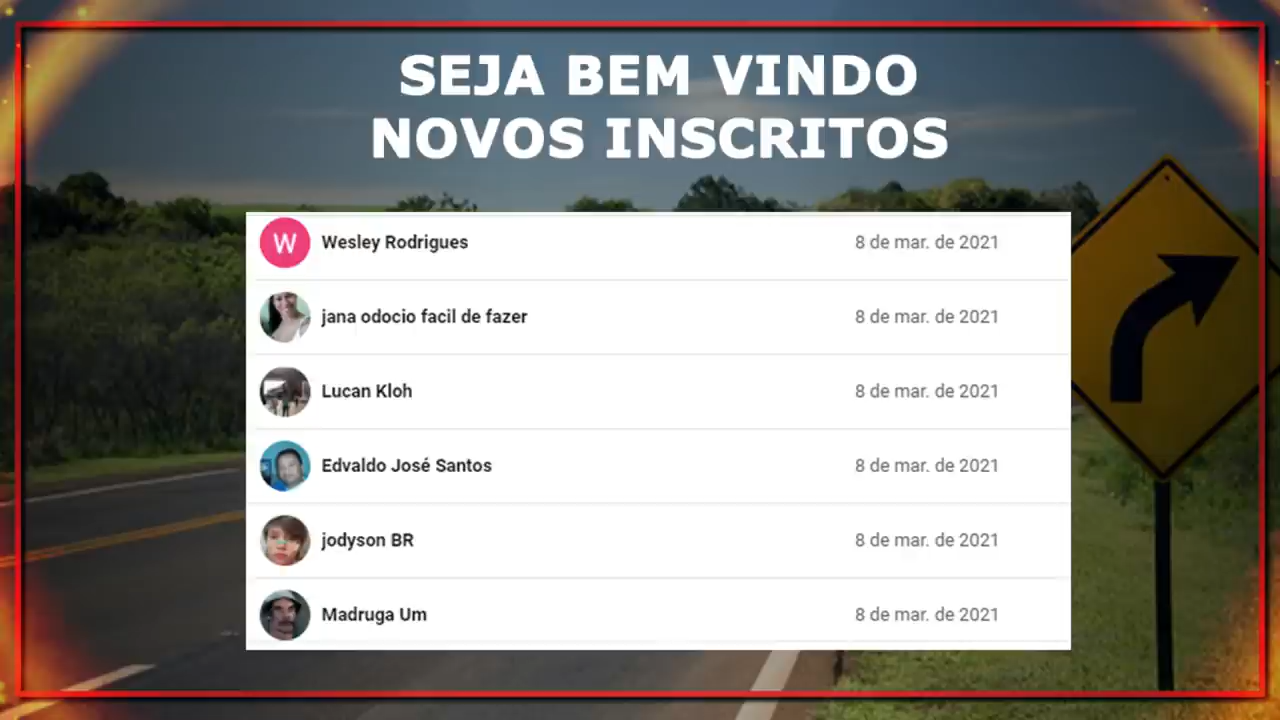 SEJA BEM VINDO
NOVOS INSCRITOS
W Wesley Rodrigues 8 de mar. de 2021
jana odocio facil de fazer 8 de mar. de 2021
Lucan Kloh 8 de mar. de 2021
Edvaldo José Santos 8 de mar. de 2021
jodyson BR 8 de mar. de 2021
Madruga Um 8 de mar. de 2021